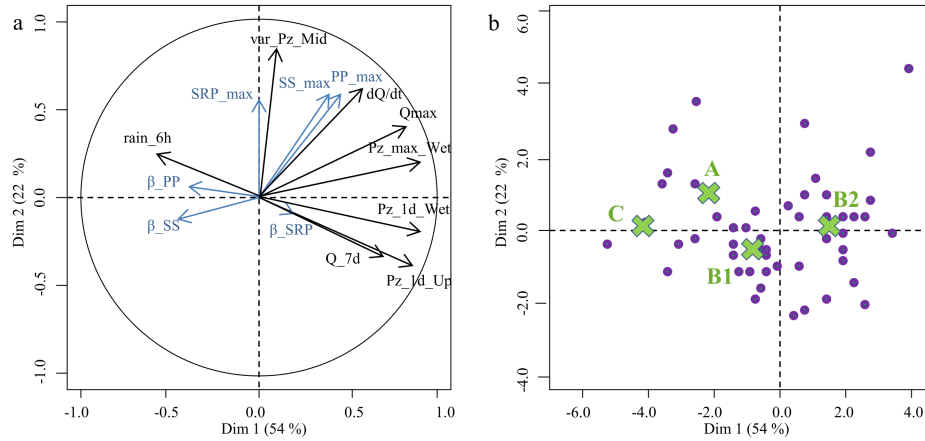 a
1.0
0.5
0.0
-0.5
-1.0
Dim 2 (22 %)
var_Pz_Mid
SS_max
PP_max
SRP_max
dQ/dt
Qmax
rain_6h
Pz_max_Wet
β_PP
β_SS
Pz_1d_Wet
β_SRP
Q_7d
Pz_1d_Up
-1.0
-0.5
0.0
0.5
1.0
Dim 1 (54 %)
b
4.0
2.0
0.0
-2.0
-4.0
Dim 2 (22 %)
A
C
B2
B1
-6.0
-4.0
-2.0
0.0
2.0
4.0
Dim 1 (54 %)